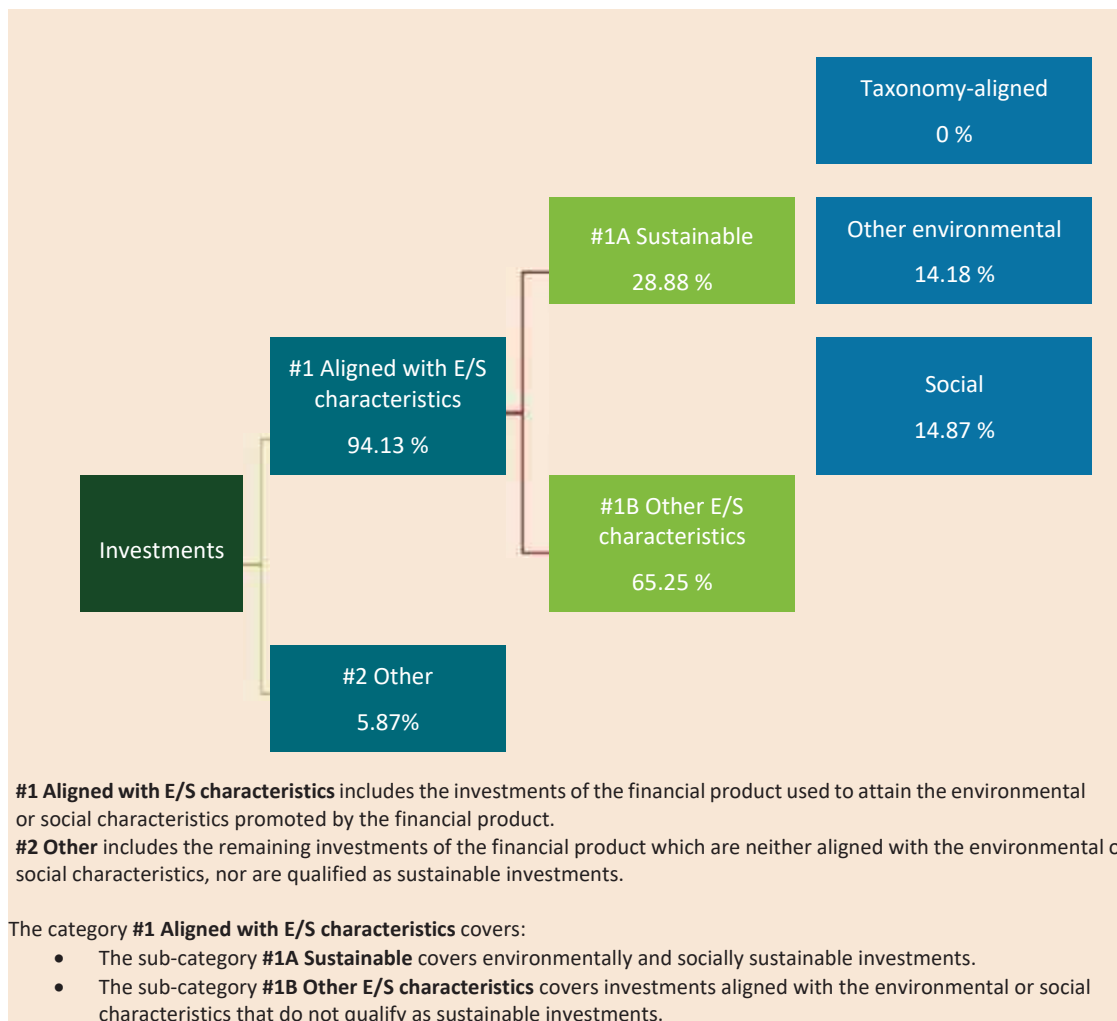 Taxonomy-aligned
0 %
#1A Sustainable
28.88 %
Other environmental
14.18 %
#1 Aligned with E/S
characteristics
94.13 %
Social
14.87 %
Investments
#1B Other E/S
characteristics
65.25 %
#2 Other
5.87%
#1 Aligned with E/S characteristics includes the investments of the financial product used to attain the environmental
or social characteristics promoted by the financial product.
#2 Other includes the remaining investments of the financial product which are neither aligned with the environmental o
social characteristics, nor are qualified as sustainable investments.
The category #1 Aligned with E/S characteristics covers:
• The sub-category #1A Sustainable covers environmentally and socially sustainable investments.
• The sub-category #1B Other E/S characteristics covers investments aligned with the environmental or social
characteristics that do not qualify as sustainable investments.